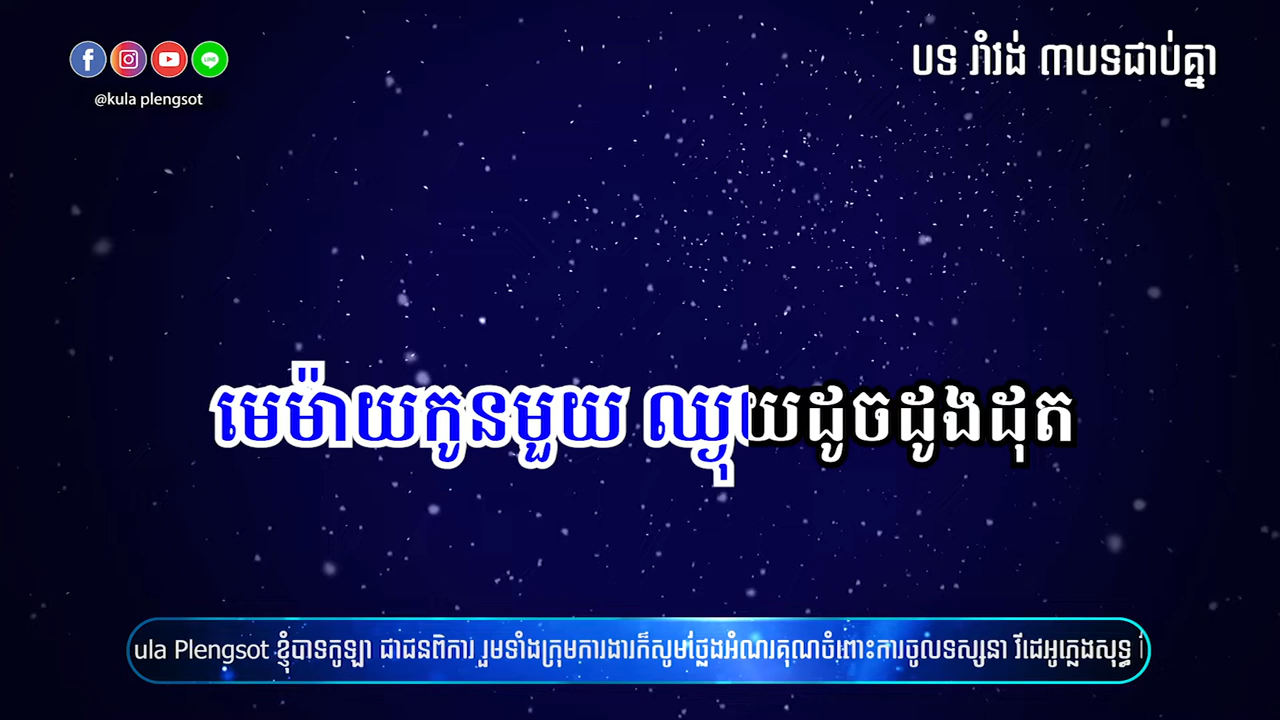 បទ រាំវង់ ៣បទជាប់គ្នា
@kula plengsot
មេម៉ាយកូនមួយ ឈ្ងុយដូចដូងដុត
ula Plengsot ខ្ញុំបាទកូឡា ជាជនពិការ រួមទាំងក្រុមការងារក៏សូមថ្លែងអំណរគុណចំពោះការចូលទស្សនា វីដេអូភ្លេងសុទ្ធ